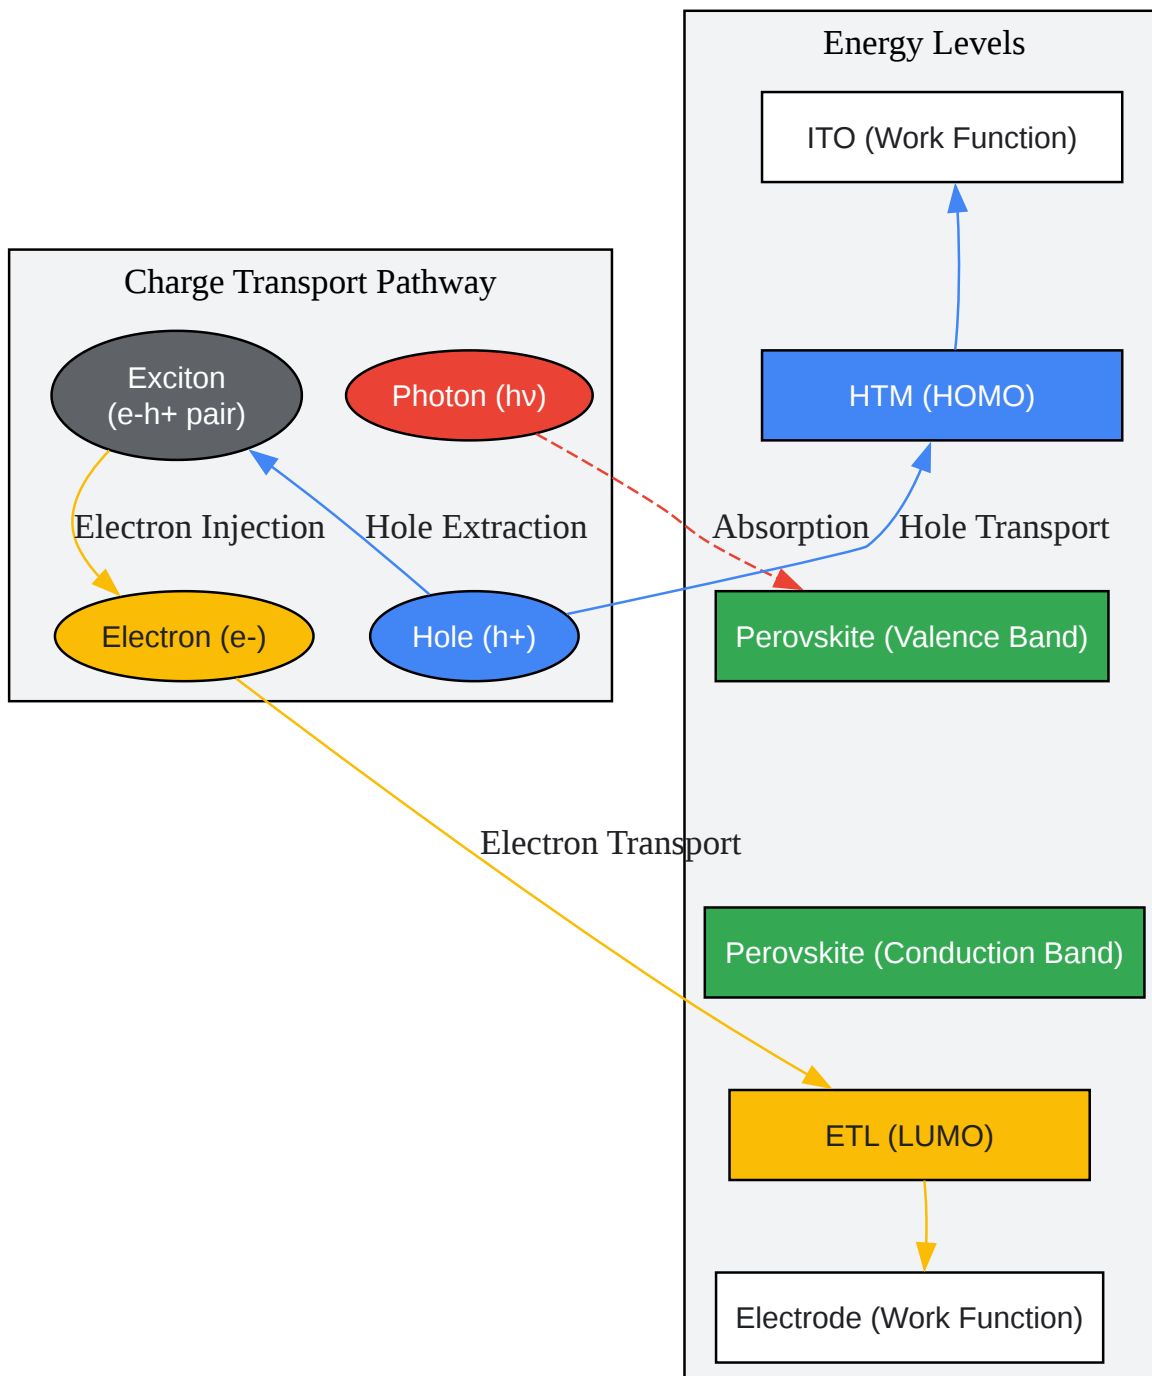 Energy Levels
ITO (Work Function)
Charge Transport Pathway
Exciton
(e-h+ pair)
Photon (hν)
HTM (HOMO)
Electron Injection
Hole Extraction
Absorption
Hole Transport
Electron (e-)
Hole (h+)
Perovskite (Valence Band)
Electron Transport
Perovskite (Conduction Band)
ETL (LUMO)
Electrode (Work Function)